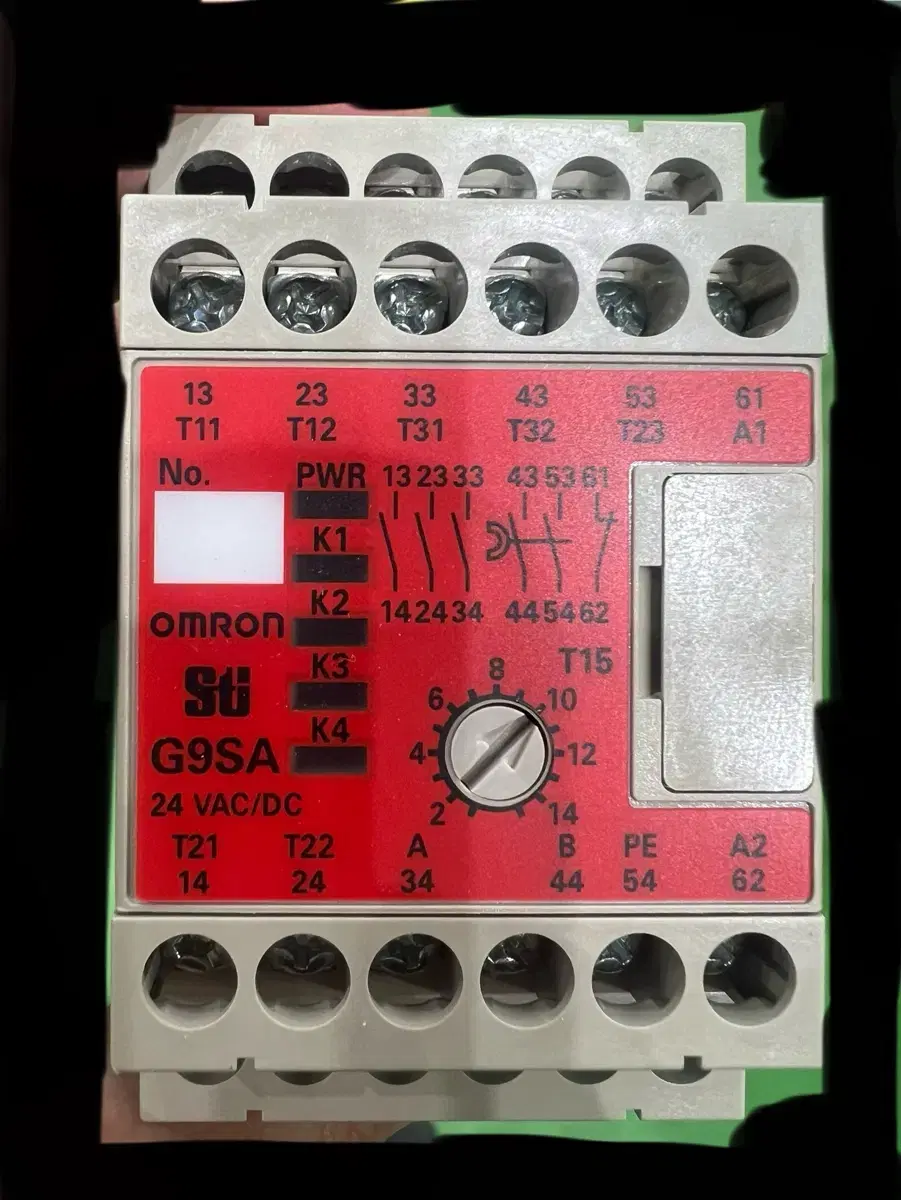 13 23 33 43 53 61
T11 T12 T31 T32 T23 A1
No. PWR 13 23 33 43 53 61
K1
K2 14 24 34 44 54 62
OMRON
K3 T15
Sti 8
6 10
K4
G9SA 4 12
24 VAC/DC 2 14
T21 T22 A B PE A2
14 24 34 44 54 62